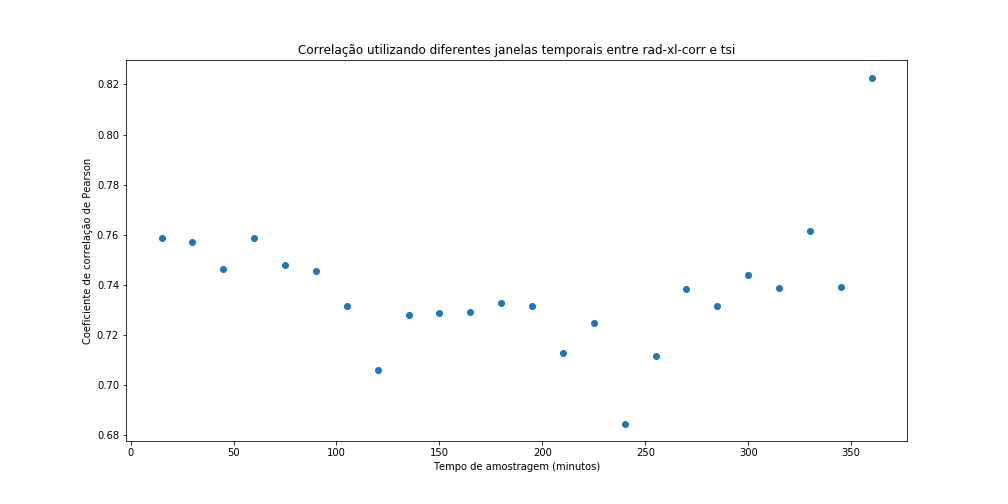 Correlação utilizando diferentes janelas temporais entre rad-xl-corr e tsi
Coeficiente de correlação de Pearson
0.82
0.80
0.78
0.76
0.74
0.72
0.70
0.68
0 50 100 150 200 250 300 350
Tempo de amostragem (minutos)